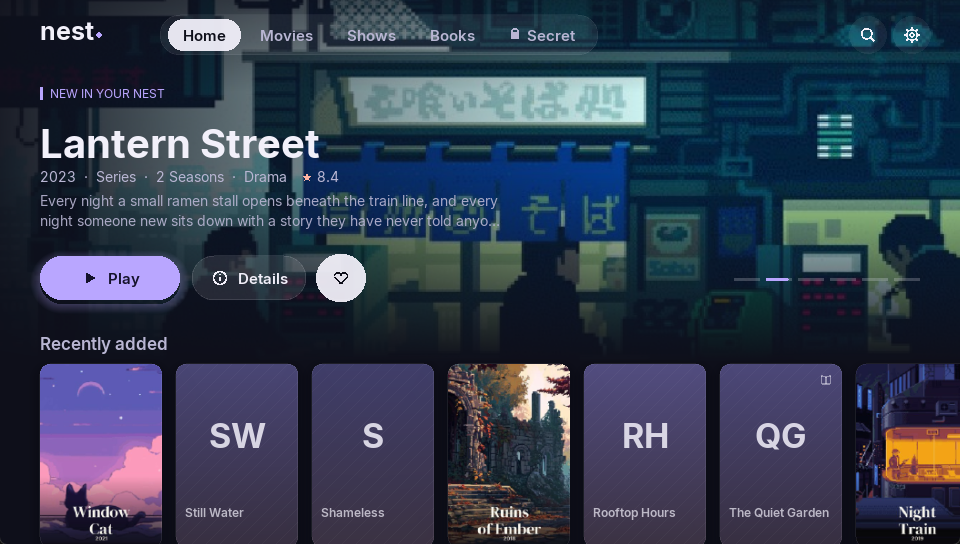 nest
Home Movies Shows Books Secret
NEW IN YOUR NEST
Lantern Street
2023 · Series · 2 Seasons · Drama ★ 8.4
Every night a small ramen stall opens beneath the train line, and every
night someone new sits down with a story they have never told anyo...
Play Details
Recently added
SW
S
RH
QG
Window
Cat
2021
Still Water
Shameless
Ruins
of Ember
2018
Rooftop Hours
The Quiet Garden
Night
Train
2019